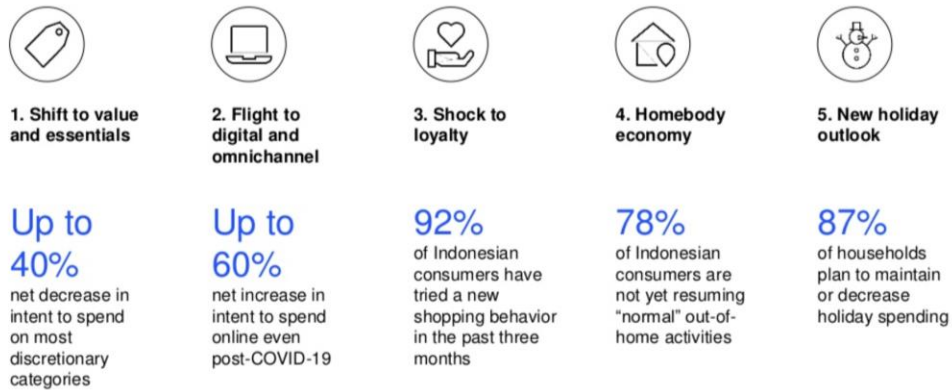 1. Shift to value
and essentials
Up to
40%
net decrease in
intent to spend
on most
discretionary
categories
2. Flight to
digital and
omnichannel
Up to
60%
net increase in
intent to spend
online even
post-COVID-19
3. Shock to
loyalty
92%
of Indonesian
consumers have
tried a new
shopping behavior
in the past three
months
4. Homebody
economy
78%
of Indonesian
consumers are
not yet resuming
“normal” out-of-
home activities
5. New holiday
outlook
87%
of households
plan to maintain
or decrease
holiday spending